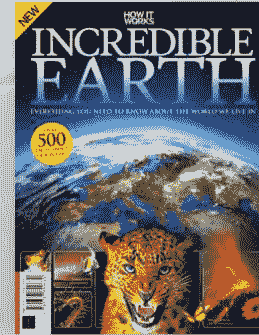 NEW
HOW IT
WORKS
INCREDIBLE
EARTH
EVERYTHING YOU NEED TO KNOW ABOUT THE WORLD WE LIVE IN
500